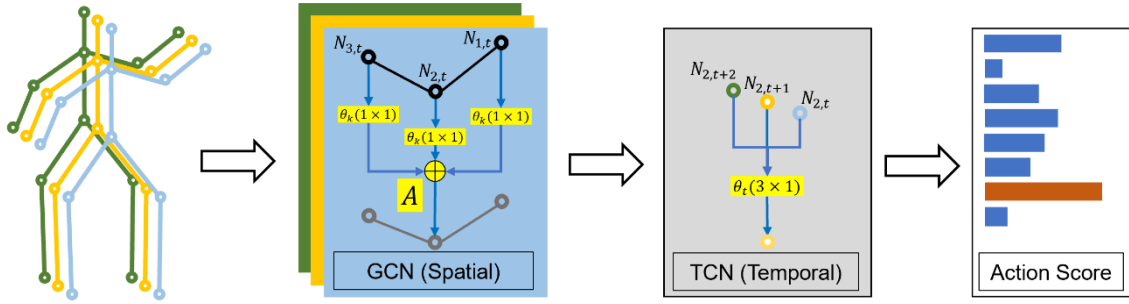 N₃,t
N₁,t
N₂,t
θₖ(1 × 1)
θₖ(1 × 1)
θₖ(1 × 1)
A
GCN (Spatial)
N₂,t+2
N₂,t+1
N₂,t
θₜ(3 × 1)
TCN (Temporal)
Action Score